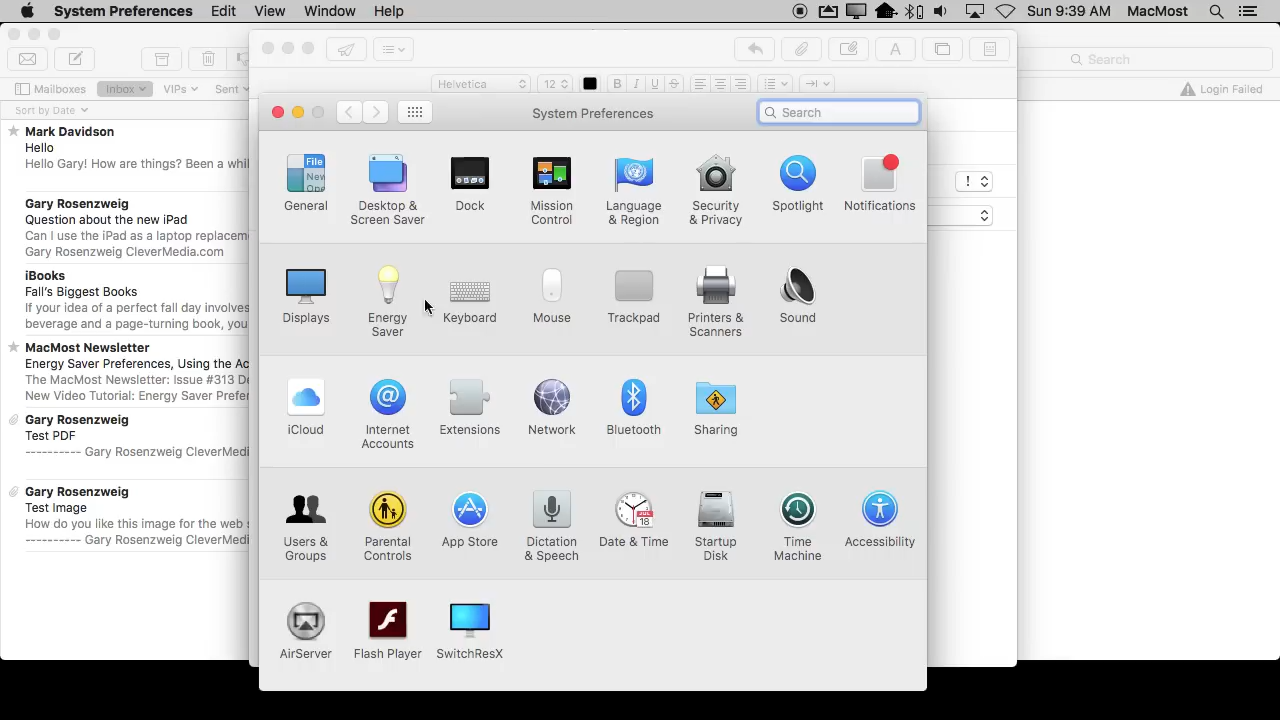 System Preferences Edit View Window Help Sun 9:39 AM MacMost
Search
Helvetica 12 B I U S
Mailboxes Inbox VIPs Sent Login Failed
Sort by Date
System Preferences Search
Mark Davidson
Hello
Hello Gary! How are things? Been a whi
Gary Rosenzweig
Question about the new iPad
Can I use the iPad as a laptop replacem
Gary Rosenzweig CleverMedia.com
iBooks
Fall's Biggest Books
If your idea of a perfect fall day involves
beverage and a page-turning book, you
MacMost Newsletter
Energy Saver Preferences, Using the Ac
The MacMost Newsletter: Issue #313 De
New Video Tutorial: Energy Saver Prefer
Gary Rosenzweig
Test PDF
---------- Gary Rosenzweig CleverMedi
Gary Rosenzweig
Test Image
How do you like this image for the web s
---------- Gary Rosenzweig CleverMedi
File
New
Ope
General
Desktop &
Screen Saver
Dock
Mission
Control
Language
& Region
Security
& Privacy
Spotlight
Notifications
!
Displays
Energy
Saver
Keyboard
Mouse
Trackpad
Printers &
Scanners
Sound
iCloud
@
Internet
Accounts
Extensions
Network
Bluetooth
Sharing
Users &
Groups
Parental
Controls
App Store
Dictation
& Speech
JUL
18
Date & Time
Startup
Disk
Time
Machine
Accessibility
AirServer
Flash Player
SwitchResX